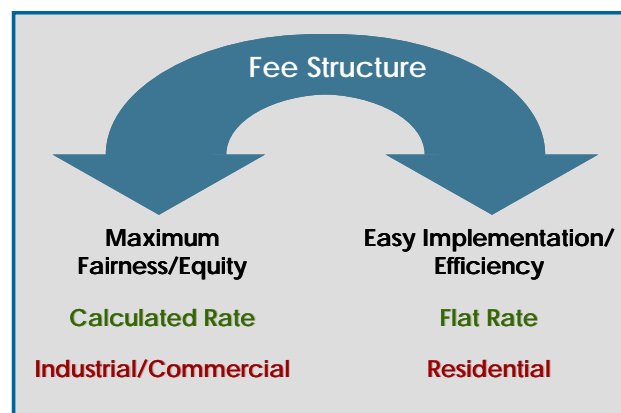 Fee Structure
Maximum
Fairness/Equity
Calculated Rate
Industrial/Commercial
Easy Implementation/
Efficiency
Flat Rate
Residential